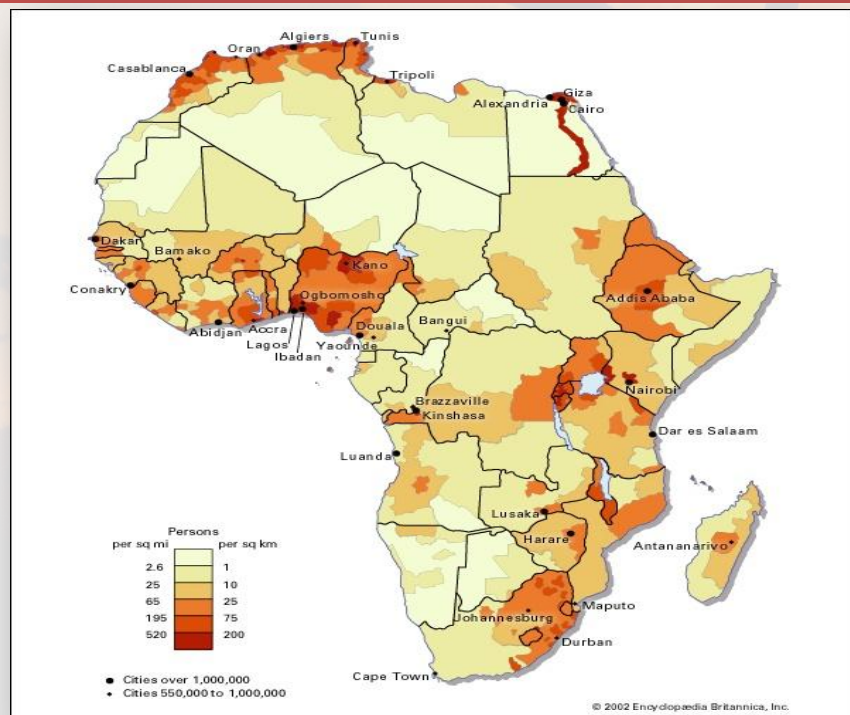 Algiers
Tunis
Oran
Casablanca
Tripoli
Giza
Alexandria
Cairo
Dakar
Bamako
Kano
Conakry
Ogbomosho
Addis Ababa
Abidjan
Accra
Douala
Bangui
Lagos
Yaounde
Ibadan
Nairobi
Brazzaville
Kinshasa
Dar es Salaam
Luanda
Lusaka
Harare
Antananarivo
Maputo
Johannesburg
Durban
Cape Town
Persons
per sq mi per sq km
2.6 1
25 10
65 25
195 75
520 200
Cities over 1,000,000
Cities 550,000 to 1,000,000
© 2002 Encyclopædia Britannica, Inc.